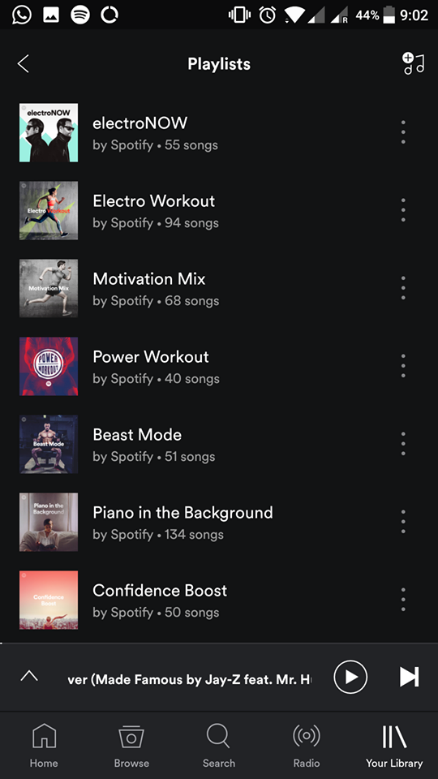 44% 9:02
Playlists
electroNOW
electroNOW
by Spotify • 55 songs
Electro Workout
Electro Workout
by Spotify • 94 songs
Motivation Mix
Motivation Mix
by Spotify • 68 songs
POWER
WORKOUT
Power Workout
by Spotify • 40 songs
Beast Mode
Beast Mode
by Spotify • 51 songs
Piano in the
Background
Piano in the Background
by Spotify • 134 songs
Confidence
Boost
Confidence Boost
by Spotify • 50 songs
ver (Made Famous by Jay-Z feat. Mr. H
Home Browse Search Radio Your Library